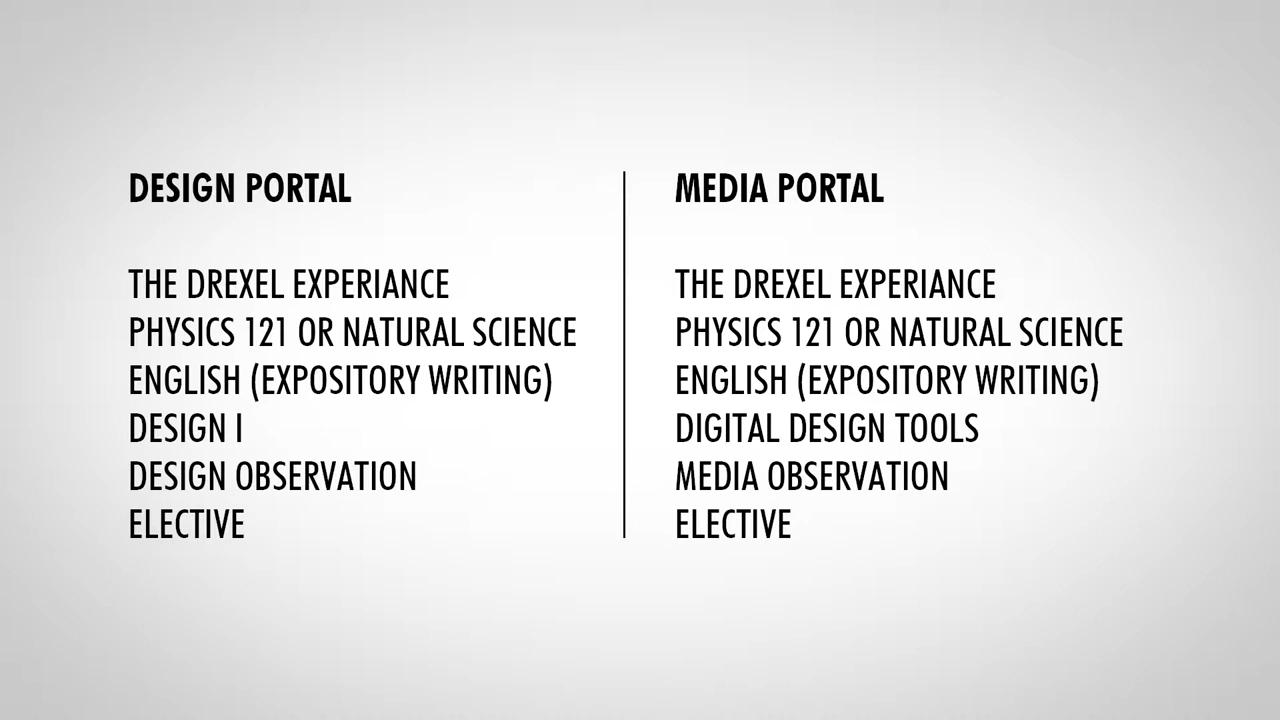 DESIGN PORTAL
THE DREXEL EXPERIANCE
PHYSICS 121 OR NATURAL SCIENCE
ENGLISH (EXPOSITORY WRITING)
DESIGN I
DESIGN OBSERVATION
ELECTIVE
MEDIA PORTAL
THE DREXEL EXPERIANCE
PHYSICS 121 OR NATURAL SCIENCE
ENGLISH (EXPOSITORY WRITING)
DIGITAL DESIGN TOOLS
MEDIA OBSERVATION
ELECTIVE